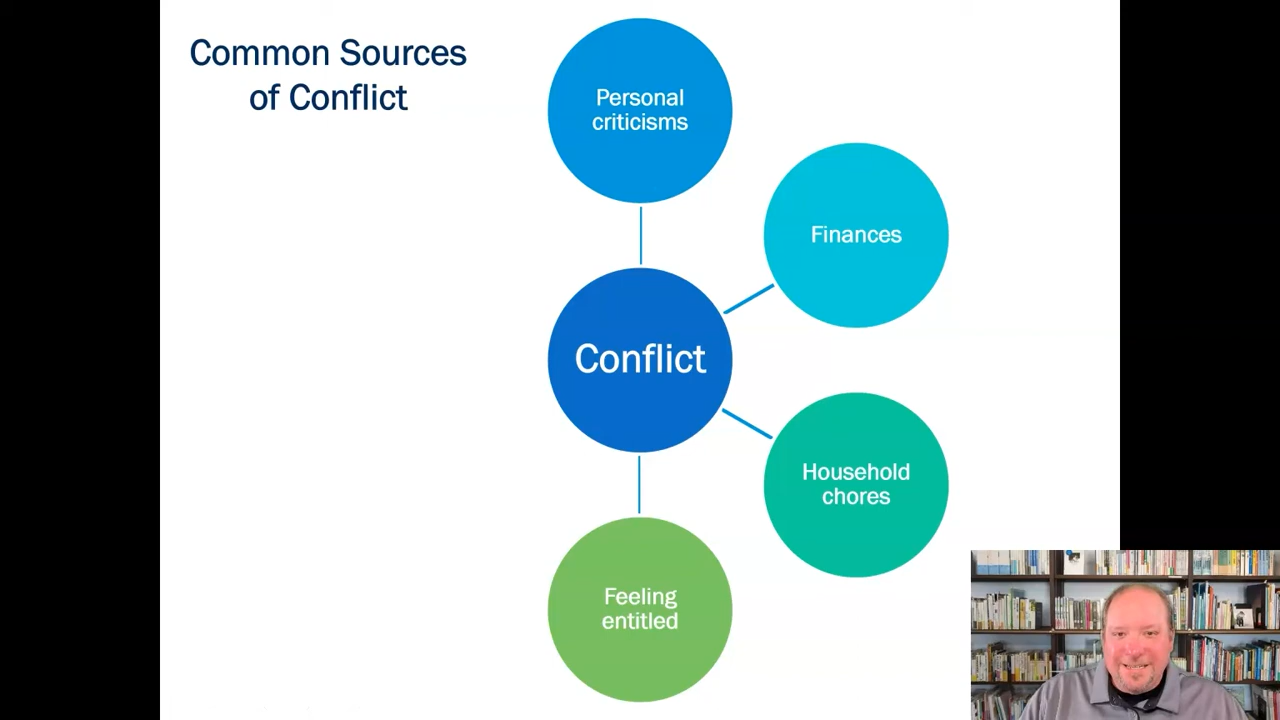 Common Sources
of Conflict
Personal
criticisms
Finances
Conflict
Household
chores
Feeling
entitled